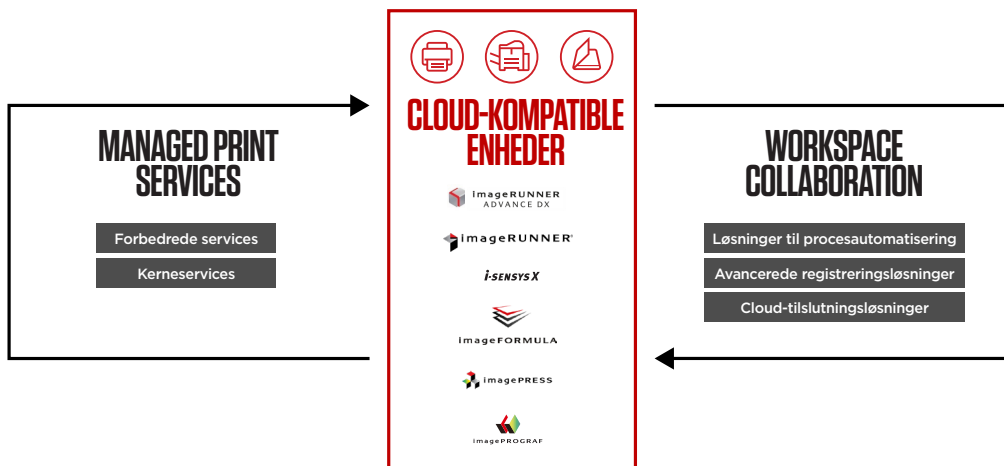 MANAGED PRINT
SERVICES
Forbedrede services
Kerneservices
CLOUD-KOMPATIBLE
ENHEDER
imageRUNNER
ADVANCE DX
imageRUNNER®
i-SENSYS X
imageFORMULA
imagePRESS
imagePROGRAF
WORKSPACE
COLLABORATION
Løsninger til procesautomatisering
Avancerede registreringsløsninger
Cloud-tilslutningsløsninger